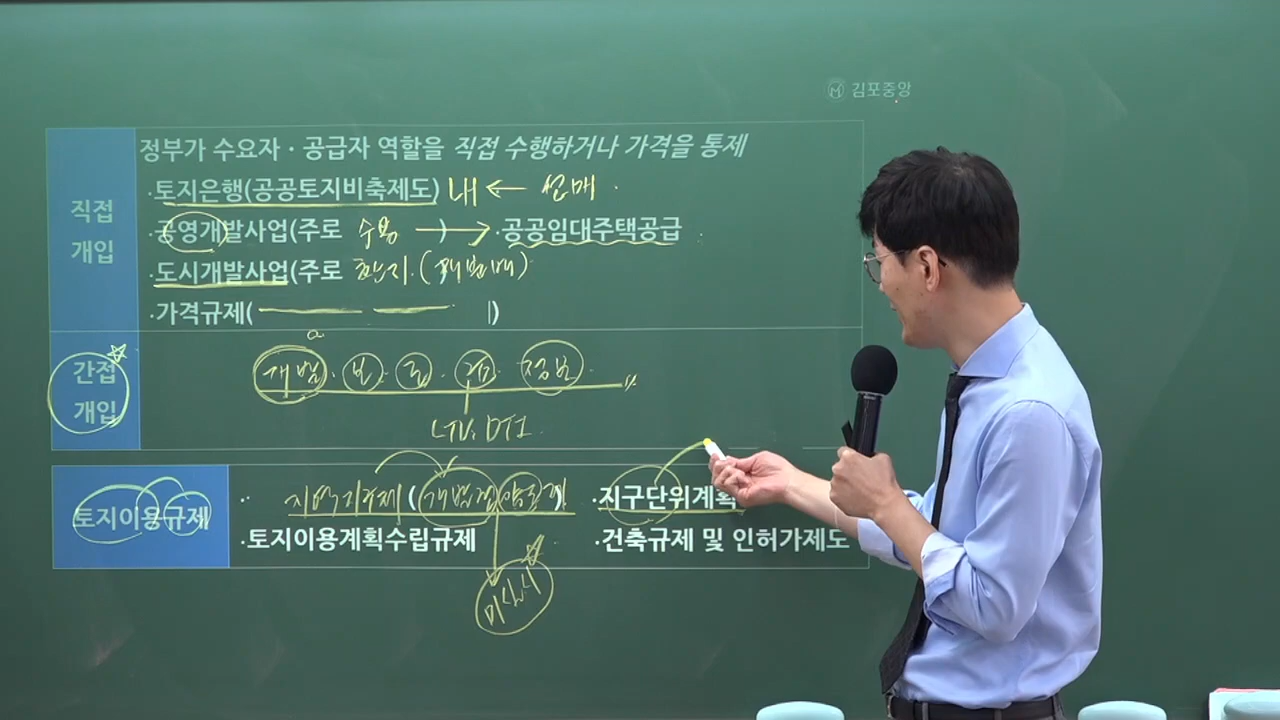 김포중앙
직접 개입
정부가 수요자 · 공급자 역할을 직접 수행하거나 가격을 통제
·토지은행(공공토지비축제도) 내 ← 선매
·공영개발사업(주로 수용 ) → ·공공임대주택공급
·도시개발사업(주로 환지.(개발매)
·가격규제( )
간접 개입
개발 · 보 · 금 · 정보
LTV. DTI
토지이용규제
· 지역지구제 ( ) ·지구단위계획
·토지이용계획수립규제 ·건축규제 및 인허가제도